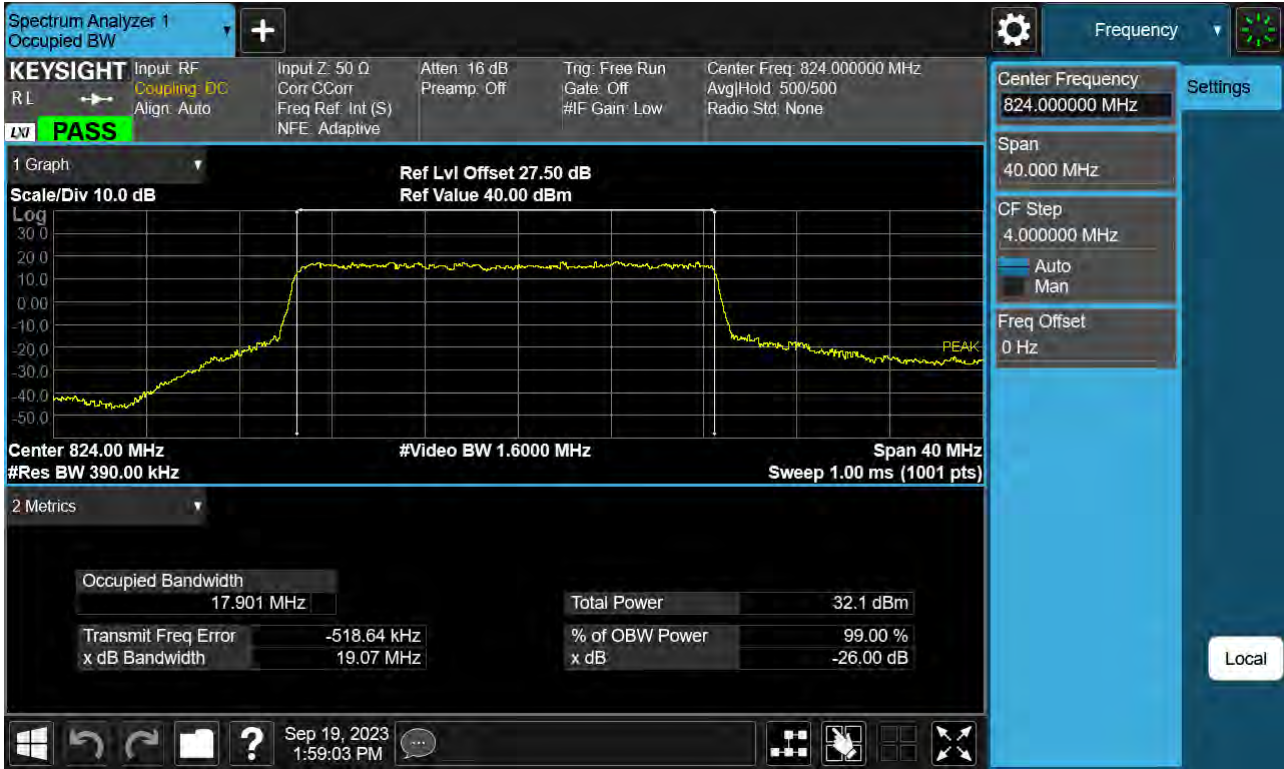 Spectrum Analyzer 1
Occupied BW
Frequency
KEYSIGHT
RL
LXI
PASS
Input: RF
Coupling: DC
Align: Auto
Input Z: 50 Ω
Corr CCorr
Freq Ref: Int (S)
NFE: Adaptive
Atten: 16 dB
Preamp: Off
Trig: Free Run
Gate: Off
#IF Gain: Low
Center Freq: 824.000000 MHz
Avg|Hold: 500/500
Radio Std: None
Center Frequency
824.000000 MHz
Settings
Span
40.000 MHz
CF Step
4.000000 MHz
Auto
Man
Freq Offset
0 Hz
Local
1 Graph
Scale/Div 10.0 dB
Ref Lvl Offset 27.50 dB
Ref Value 40.00 dBm
Log
30.0
20.0
10.0
0.00
-10.0
-20.0
-30.0
-40.0
-50.0
PEAK
Center 824.00 MHz
#Video BW 1.6000 MHz
Span 40 MHz
#Res BW 390.00 kHz
Sweep 1.00 ms (1001 pts)
2 Metrics
Occupied Bandwidth
17.901 MHz
Total Power 32.1 dBm
Transmit Freq Error -518.64 kHz
% of OBW Power 99.00 %
x dB Bandwidth 19.07 MHz
x dB -26.00 dB
Sep 19, 2023
1:59:03 PM